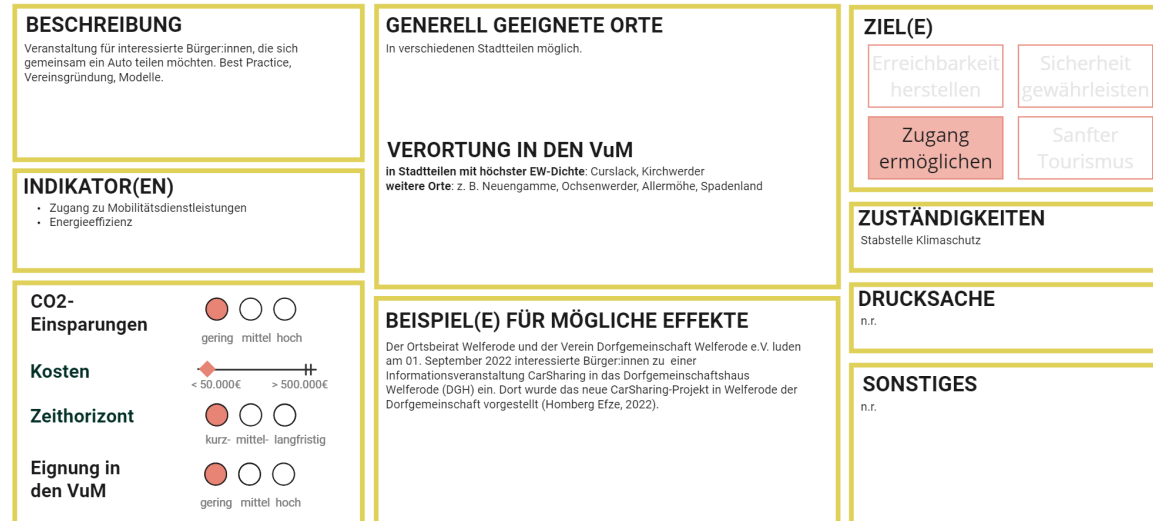 BESCHREIBUNG
Veranstaltung für interessierte Bürger:innen, die sich
gemeinsam ein Auto teilen möchten. Best Practice,
Vereinsgründung, Modelle.
INDIKATOR(EN)
• Zugang zu Mobilitätsdienstleistungen
• Energieeffizienz
CO2-
Einsparungen
gering mittel hoch
Kosten
< 50.000€ > 500.000€
Zeithorizont
kurz- mittel- langfristig
Eignung in
den VuM
gering mittel hoch
GENERELL GEEIGNETE ORTE
In verschiedenen Stadtteilen möglich.
VERORTUNG IN DEN VuM
in Stadtteilen mit höchster EW-Dichte: Curslack, Kirchwerder
weitere Orte: z. B. Neuengamme, Ochsenwerder, Allermöhe, Spadenland
BEISPIEL(E) FÜR MÖGLICHE EFFEKTE
Der Ortsbeirat Welferode und der Verein Dorfgemeinschaft Welferode e.V. luden
am 01. September 2022 interessierte Bürger:innen zu einer
Informationsveranstaltung CarSharing in das Dorfgemeinschaftshaus
Welferode (DGH) ein. Dort wurde das neue CarSharing-Projekt in Welferode der
Dorfgemeinschaft vorgestellt (Homberg Efze, 2022).
ZIEL(E)
Erreichbarkeit
herstellen
Sicherheit
gewährleisten
Zugang
ermöglichen
Sanfter
Tourismus
ZUSTÄNDIGKEITEN
Stabstelle Klimaschutz
DRUCKSACHE
n.r.
SONSTIGES
n.r.